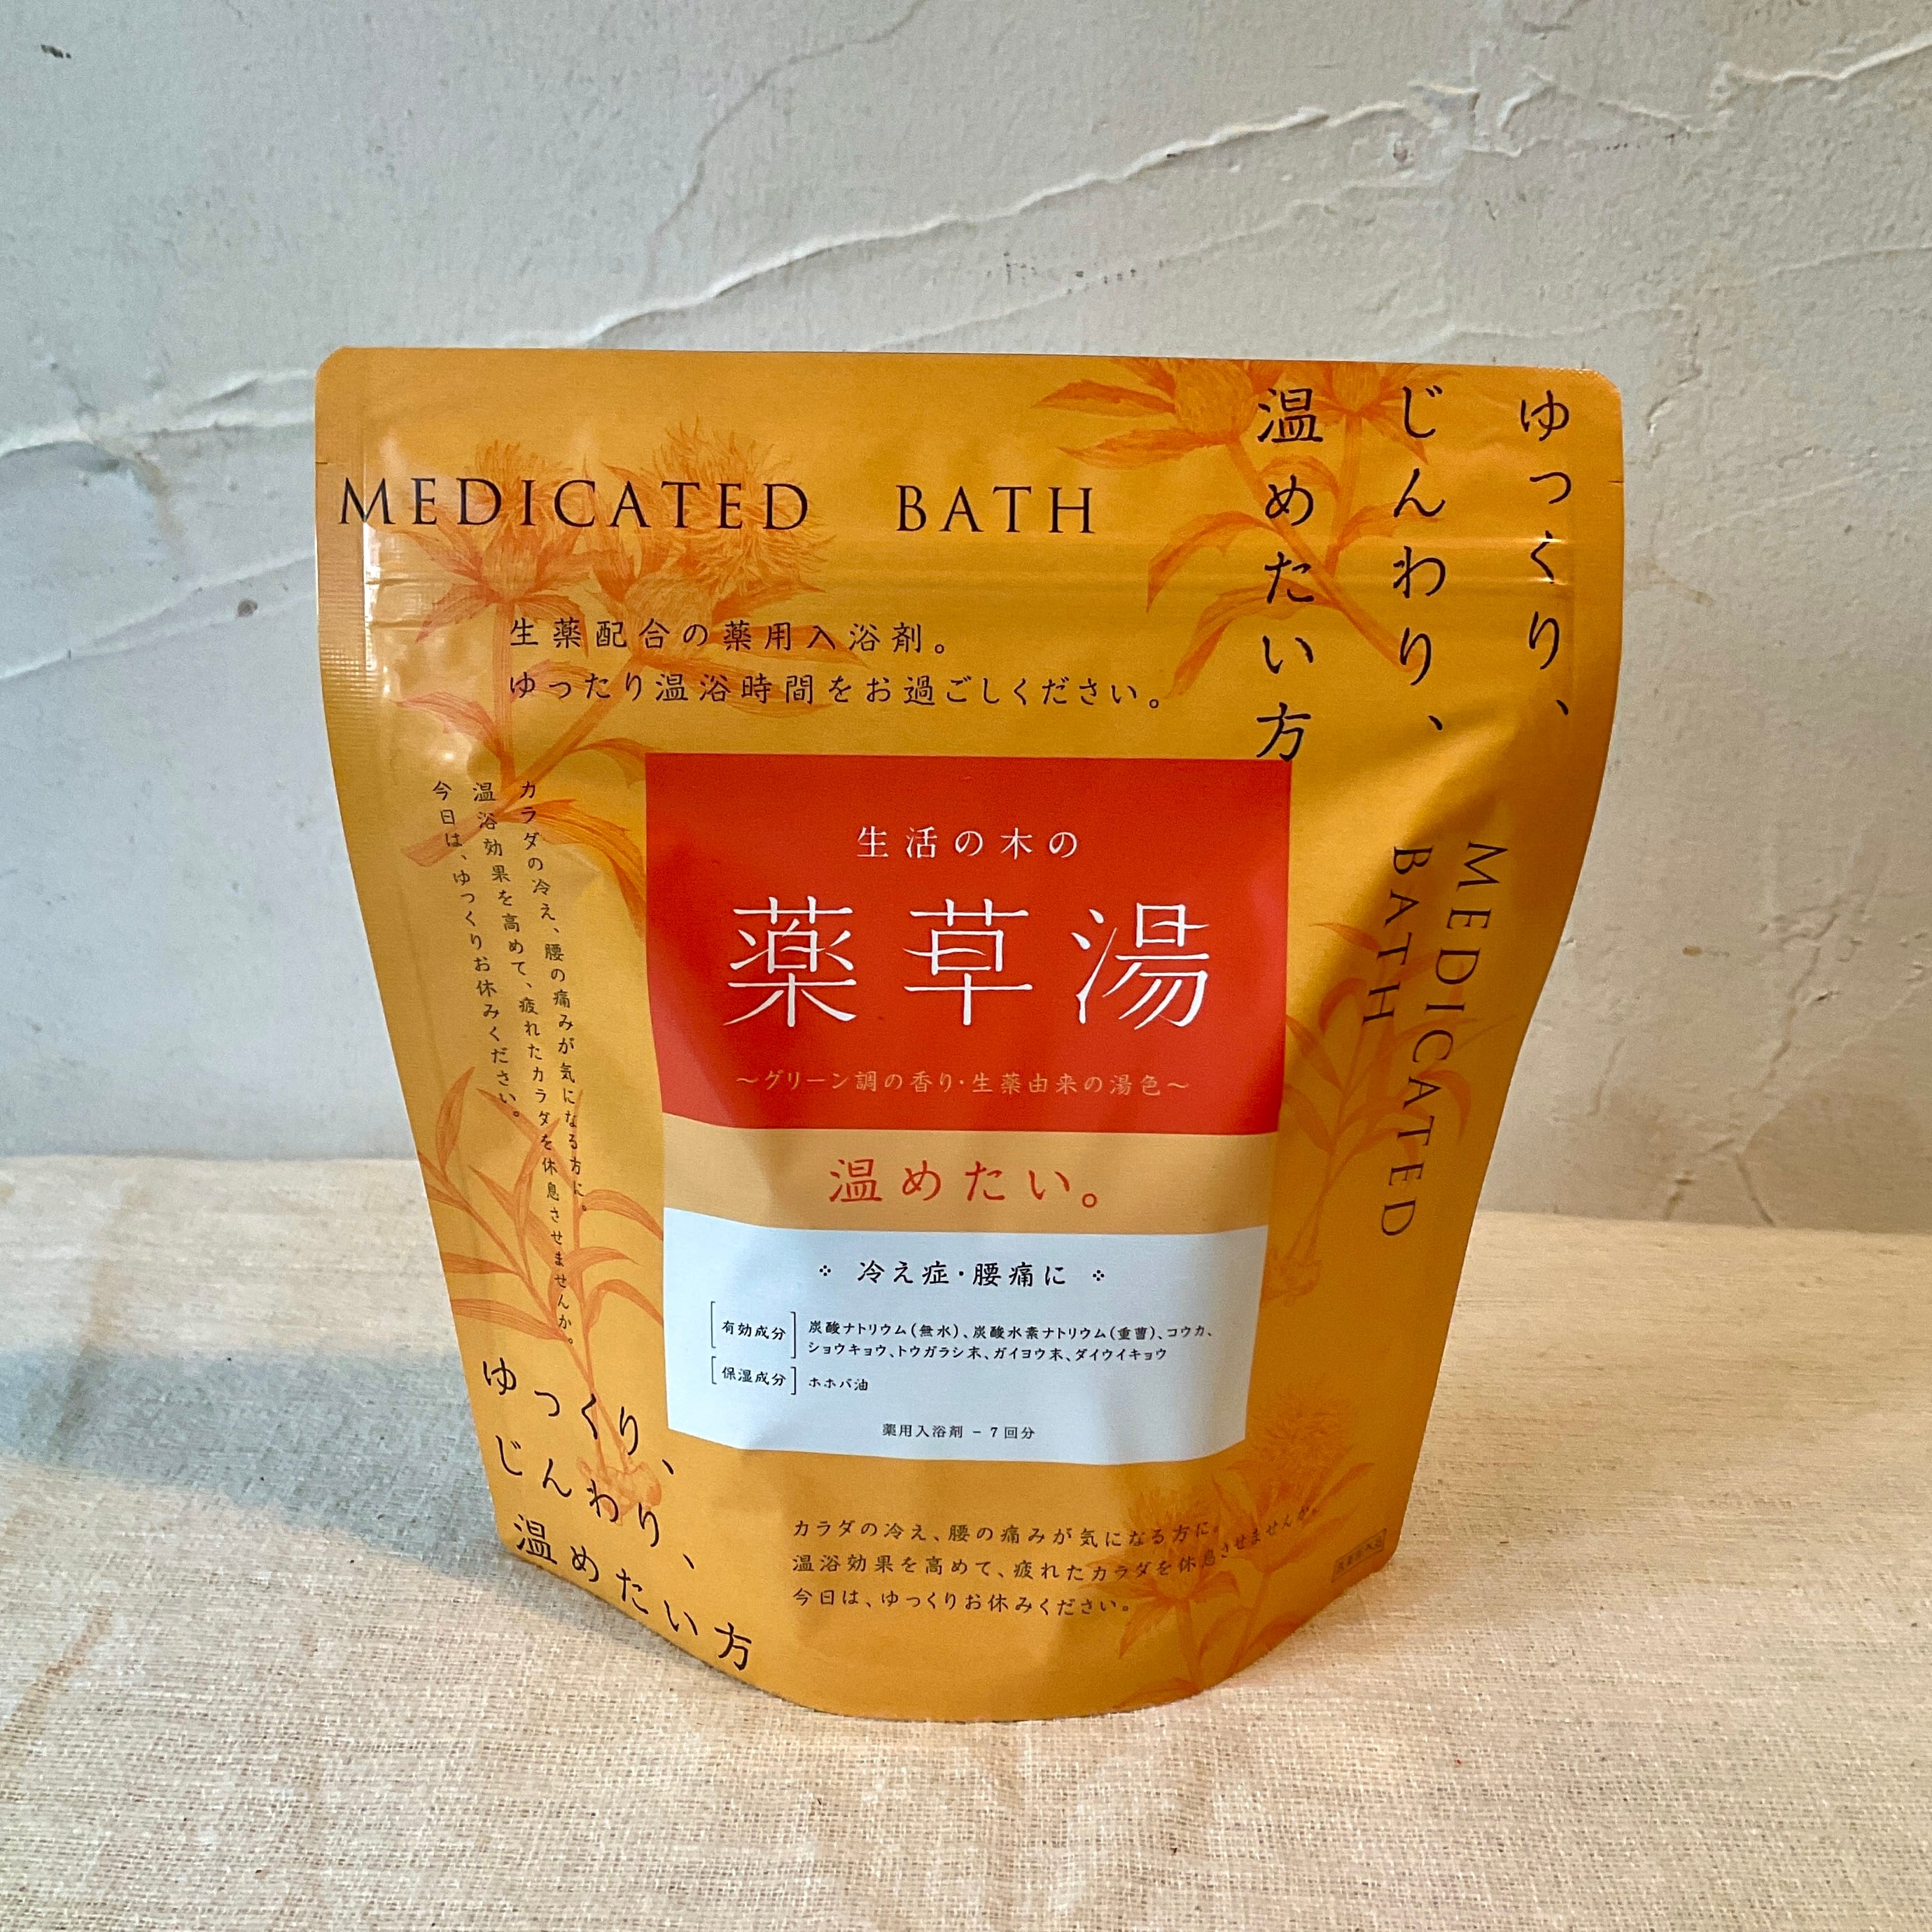 MEDICATED BATH
ゆっくり、
じんわり、
温めたい方
生薬配合の薬用入浴剤。
ゆったり温浴時間をお過ごしください。
カラダの冷え、腰の痛みが気になる方に。
温浴効果を高めて、疲れたカラダを休息させませんか。
今日は、ゆっくりお休みください。
生活の木の
薬草湯
～グリーン調の香り・生薬由来の湯色～
温めたい。
冷え症・腰痛に
有効成分 炭酸ナトリウム(無水)、炭酸水素ナトリウム(重曹)、コウカ、
ショウキョウ、トウガラシ末、ガイヨウ末、ダイウイキョウ
保湿成分 ホホバ油
薬用入浴剤 − 7回分
MEDICATED
BATH
ゆっくり、
じんわり、
温めたい方
カラダの冷え、腰の痛みが気になる方に。
温浴効果を高めて、疲れたカラダを休息させませんか。
今日は、ゆっくりお休みください。